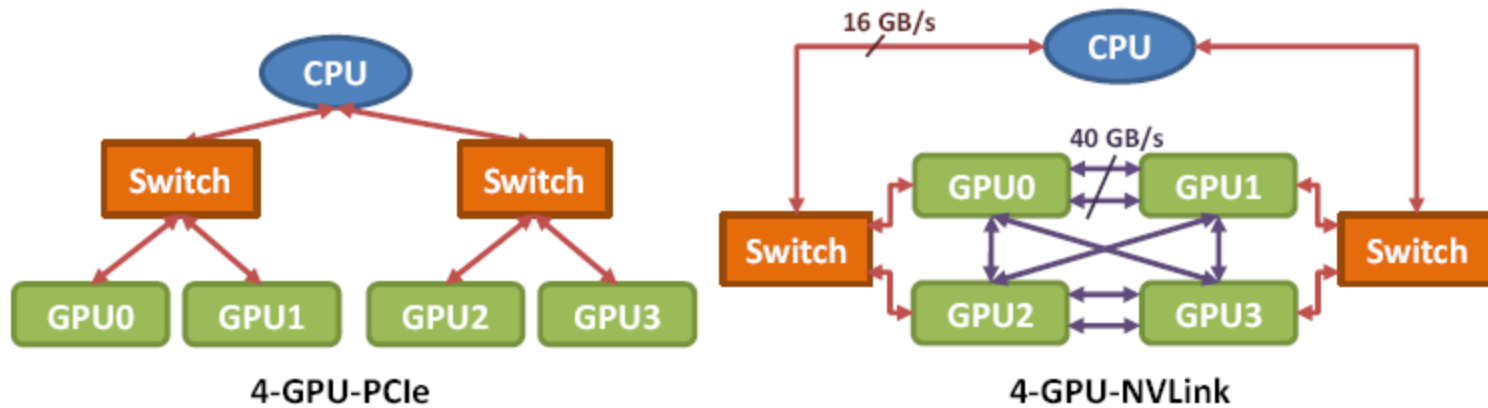 CPU
Switch
Switch
GPU0
GPU1
GPU2
GPU3
4-GPU-PCIe
16 GB/s
CPU
40 GB/s
GPU0
GPU1
Switch
Switch
GPU2
GPU3
4-GPU-NVLink